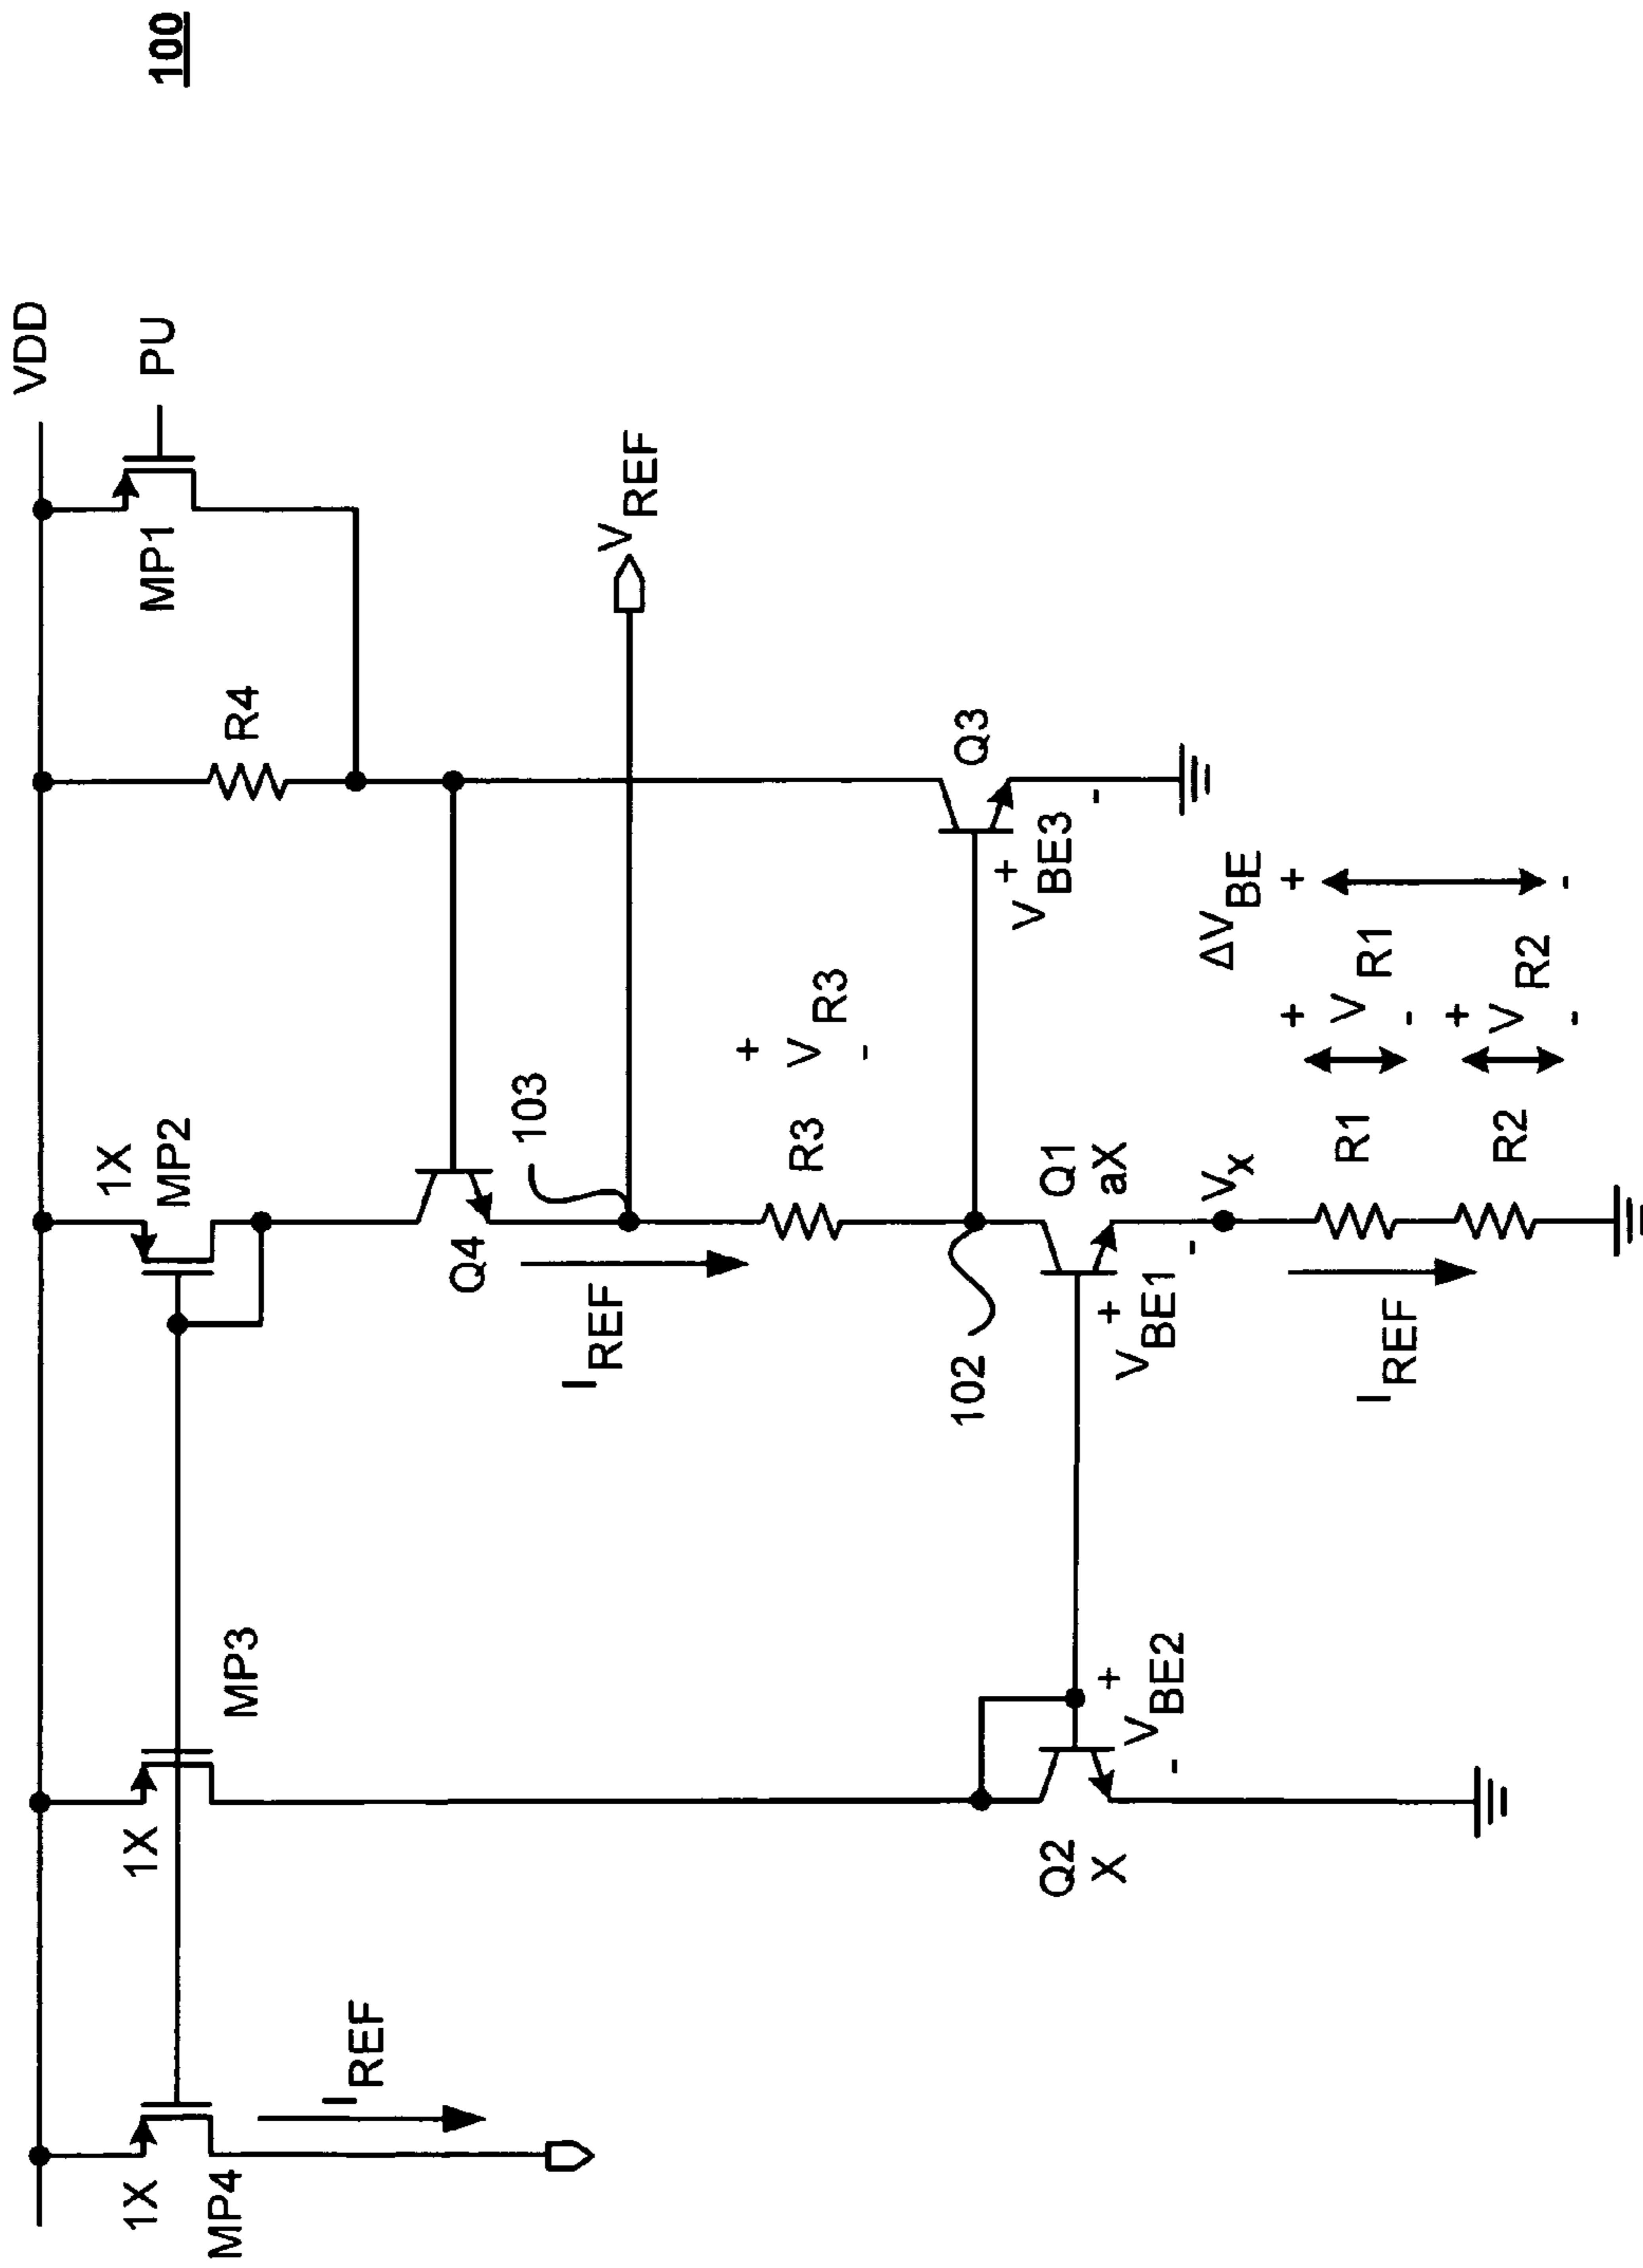 100
VDD
1X
MP4
IREF
1X
MP3
1X
MP2
R4
MP1
PU
Q4
103
VREF
IREF
R3
+
VR3
-
102
Q3
+
VBE3
-
Q2
X
+
VBE2
-
Q1
aX
+
VBE1
-
Vx
IREF
R1
R2
+
VR1
-
+
VR2
-
ΔVBE
+
-